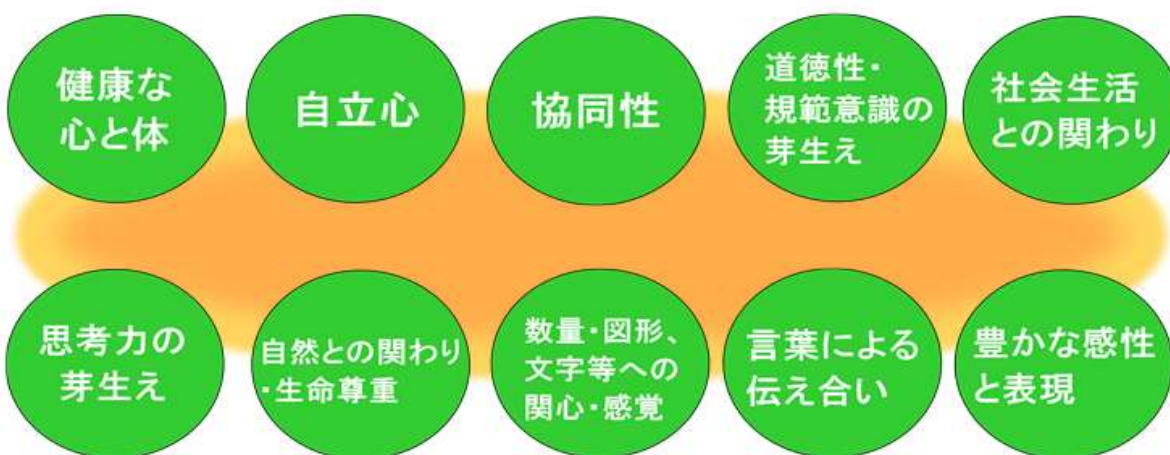 健康な
心と体
自立心
協同性
道徳性・
規範意識の
芽生え
社会生活
との関わり
思考力の
芽生え
自然との関わり
・生命尊重
数量・図形、
文字等への
関心・感覚
言葉による
伝え合い
豊かな感性
と表現